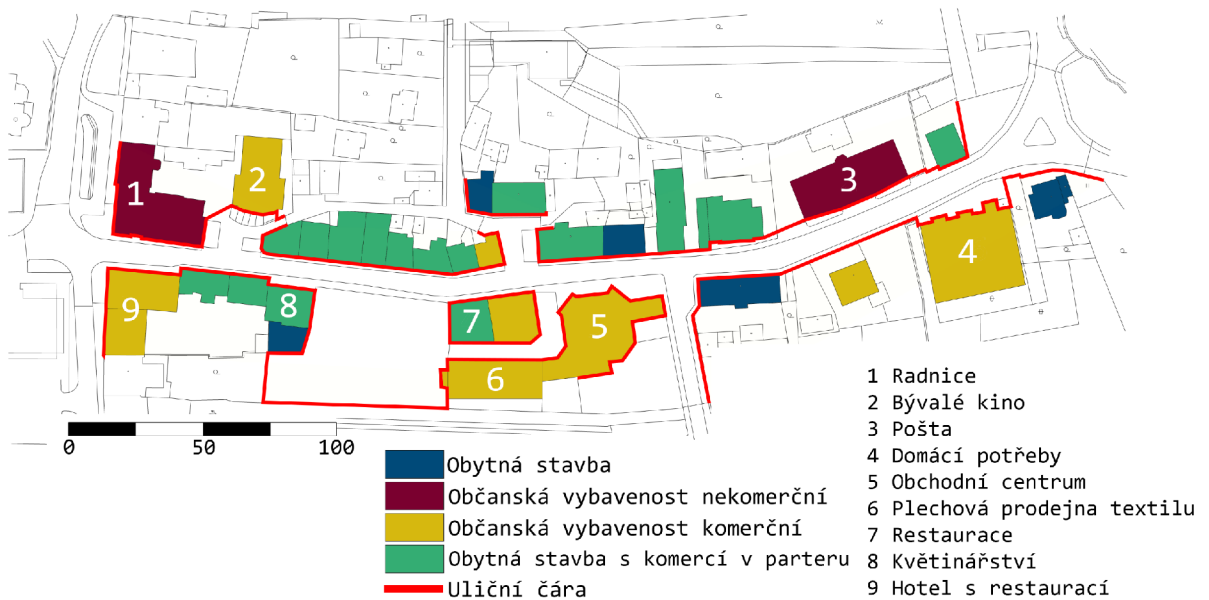 1
2
3
4
5
6
7
8
9
0 50 100
Obytná stavba
Občanská vybavenost nekomerční
Občanská vybavenost komerční
Obytná stavba s komercí v parteru
Uliční čára
1 Radnice
2 Bývalé kino
3 Pošta
4 Domácí potřeby
5 Obchodní centrum
6 Plechová prodejna textilu
7 Restaurace
8 Květinářství
9 Hotel s restaurací